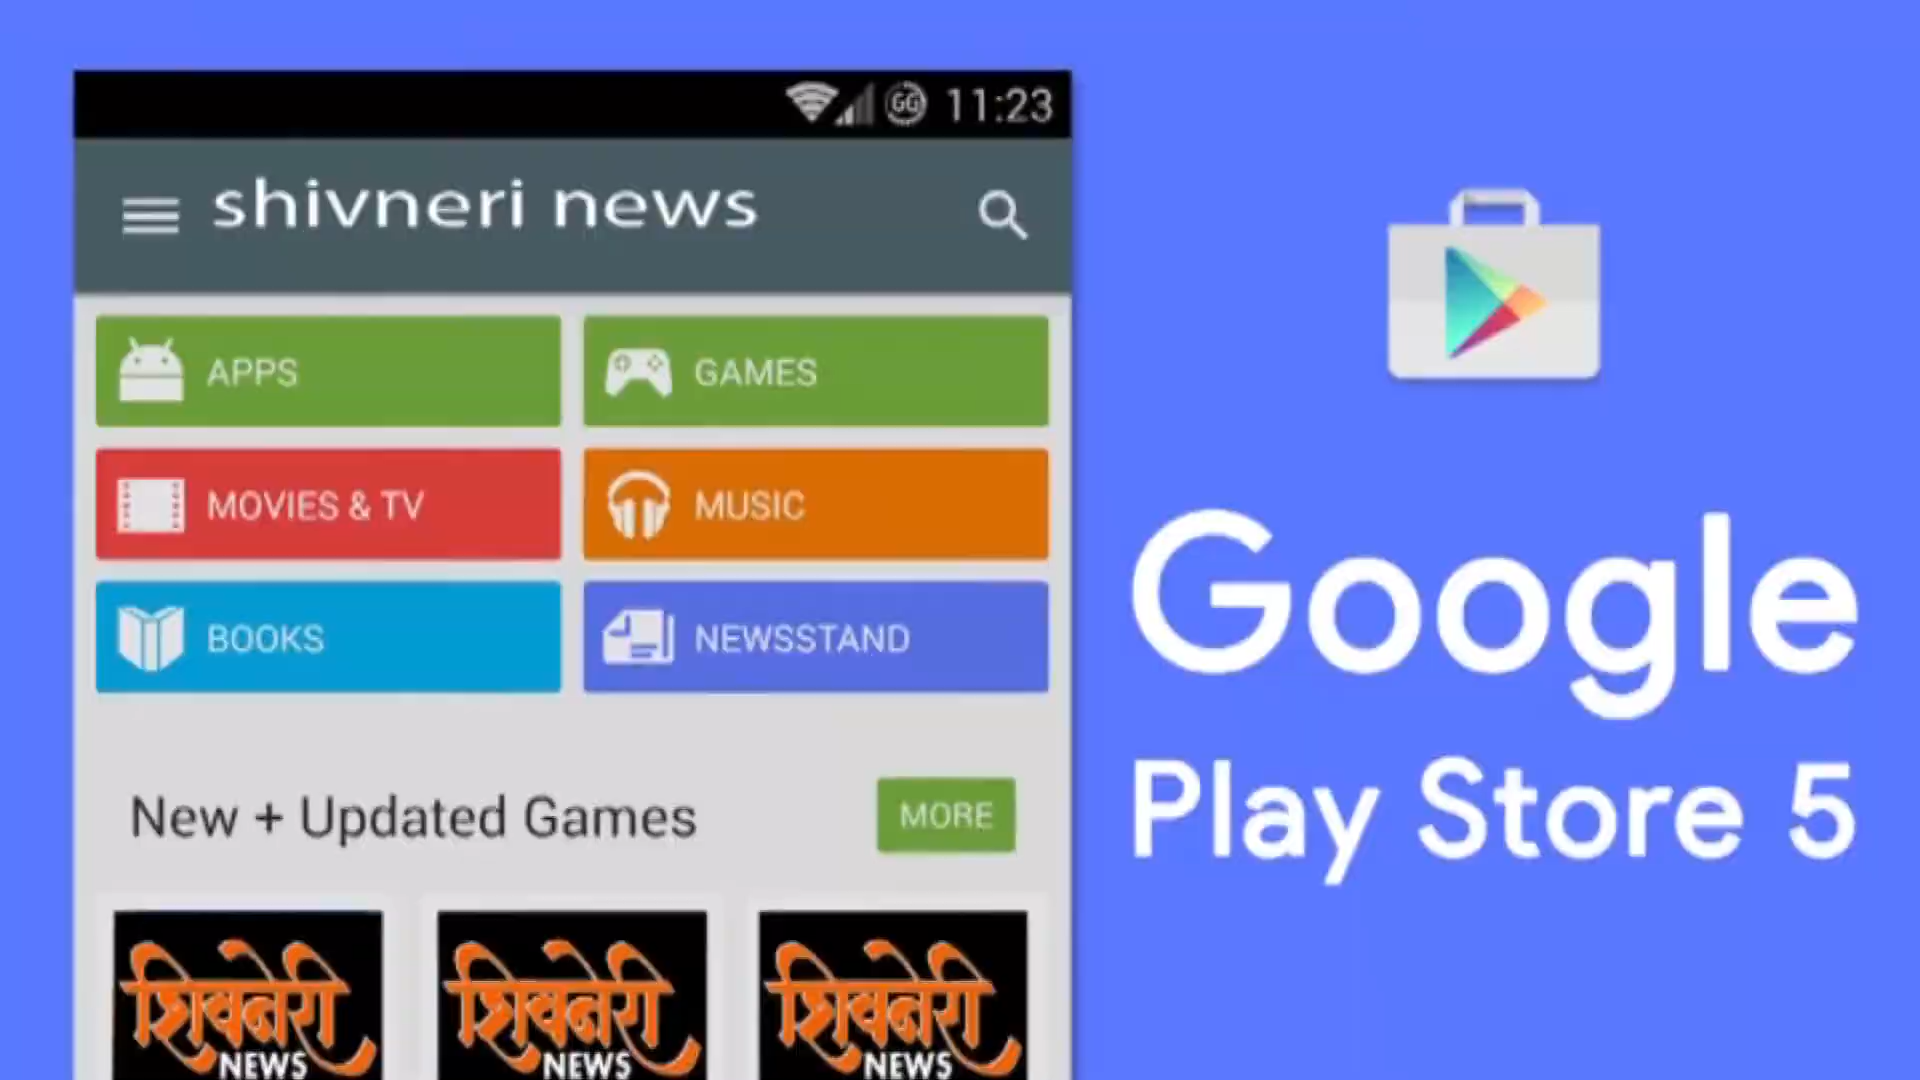 11:23
shivneri news
APPS
GAMES
MOVIES & TV
MUSIC
BOOKS
NEWSSTAND
New + Updated Games
MORE
शिवनेरी
NEWS
शिवनेरी
NEWS
शिवनेरी
NEWS
Google
Play Store 5